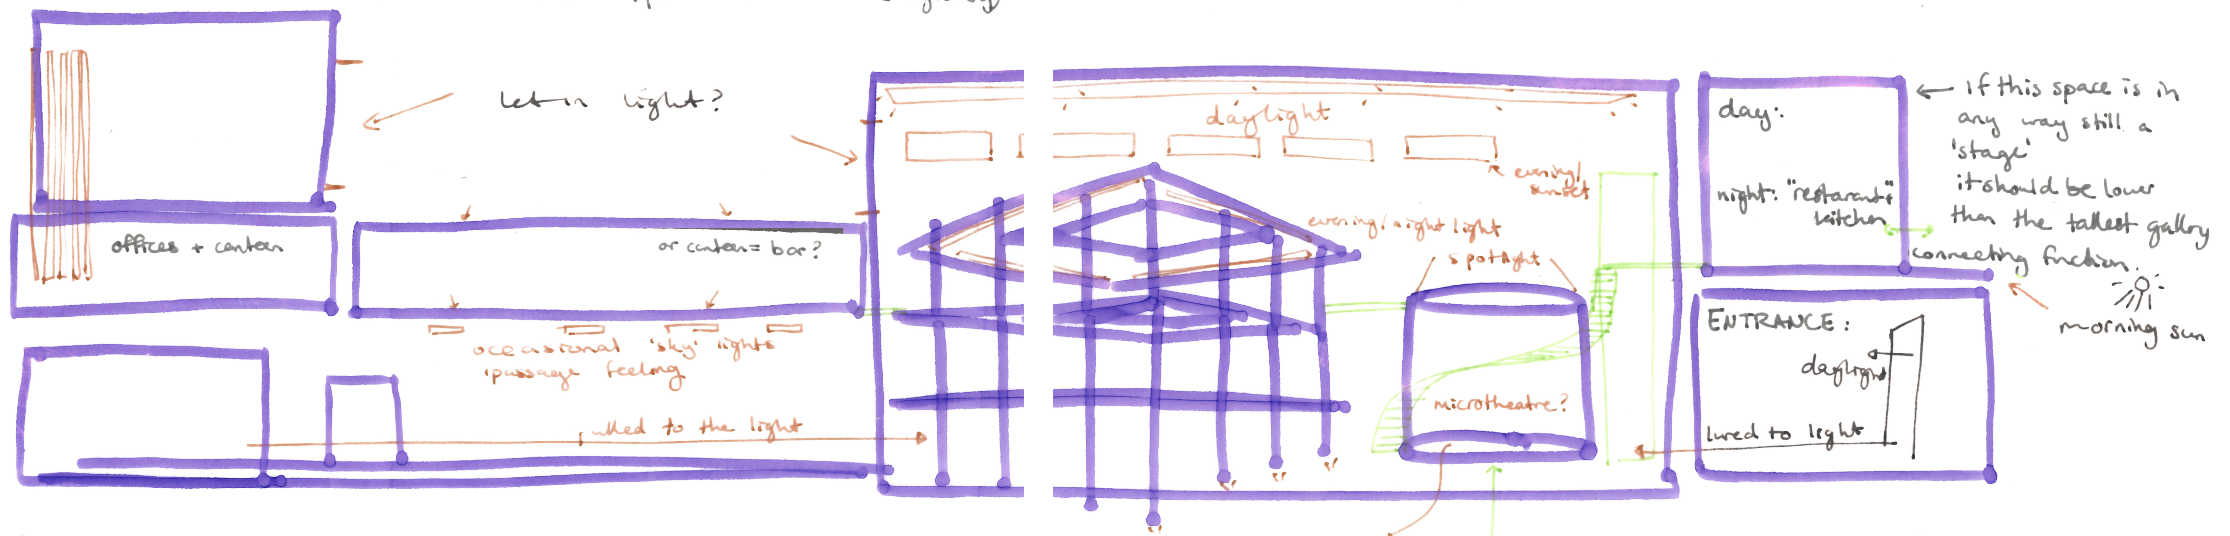 let in light?
offices + canteen
or canteen = bar?
occasional 'sky' lights
passage feeling
pulled to the light
daylight
evening/
sunset
evening/night light
spotlight
microtheatre?
day:
night: "restarant"
kitchen
If this space is in
any way still a
'stage'
it should be lower
than the tallest gallery
connecting function.
morning sun
ENTRANCE:
daylight
lured to light